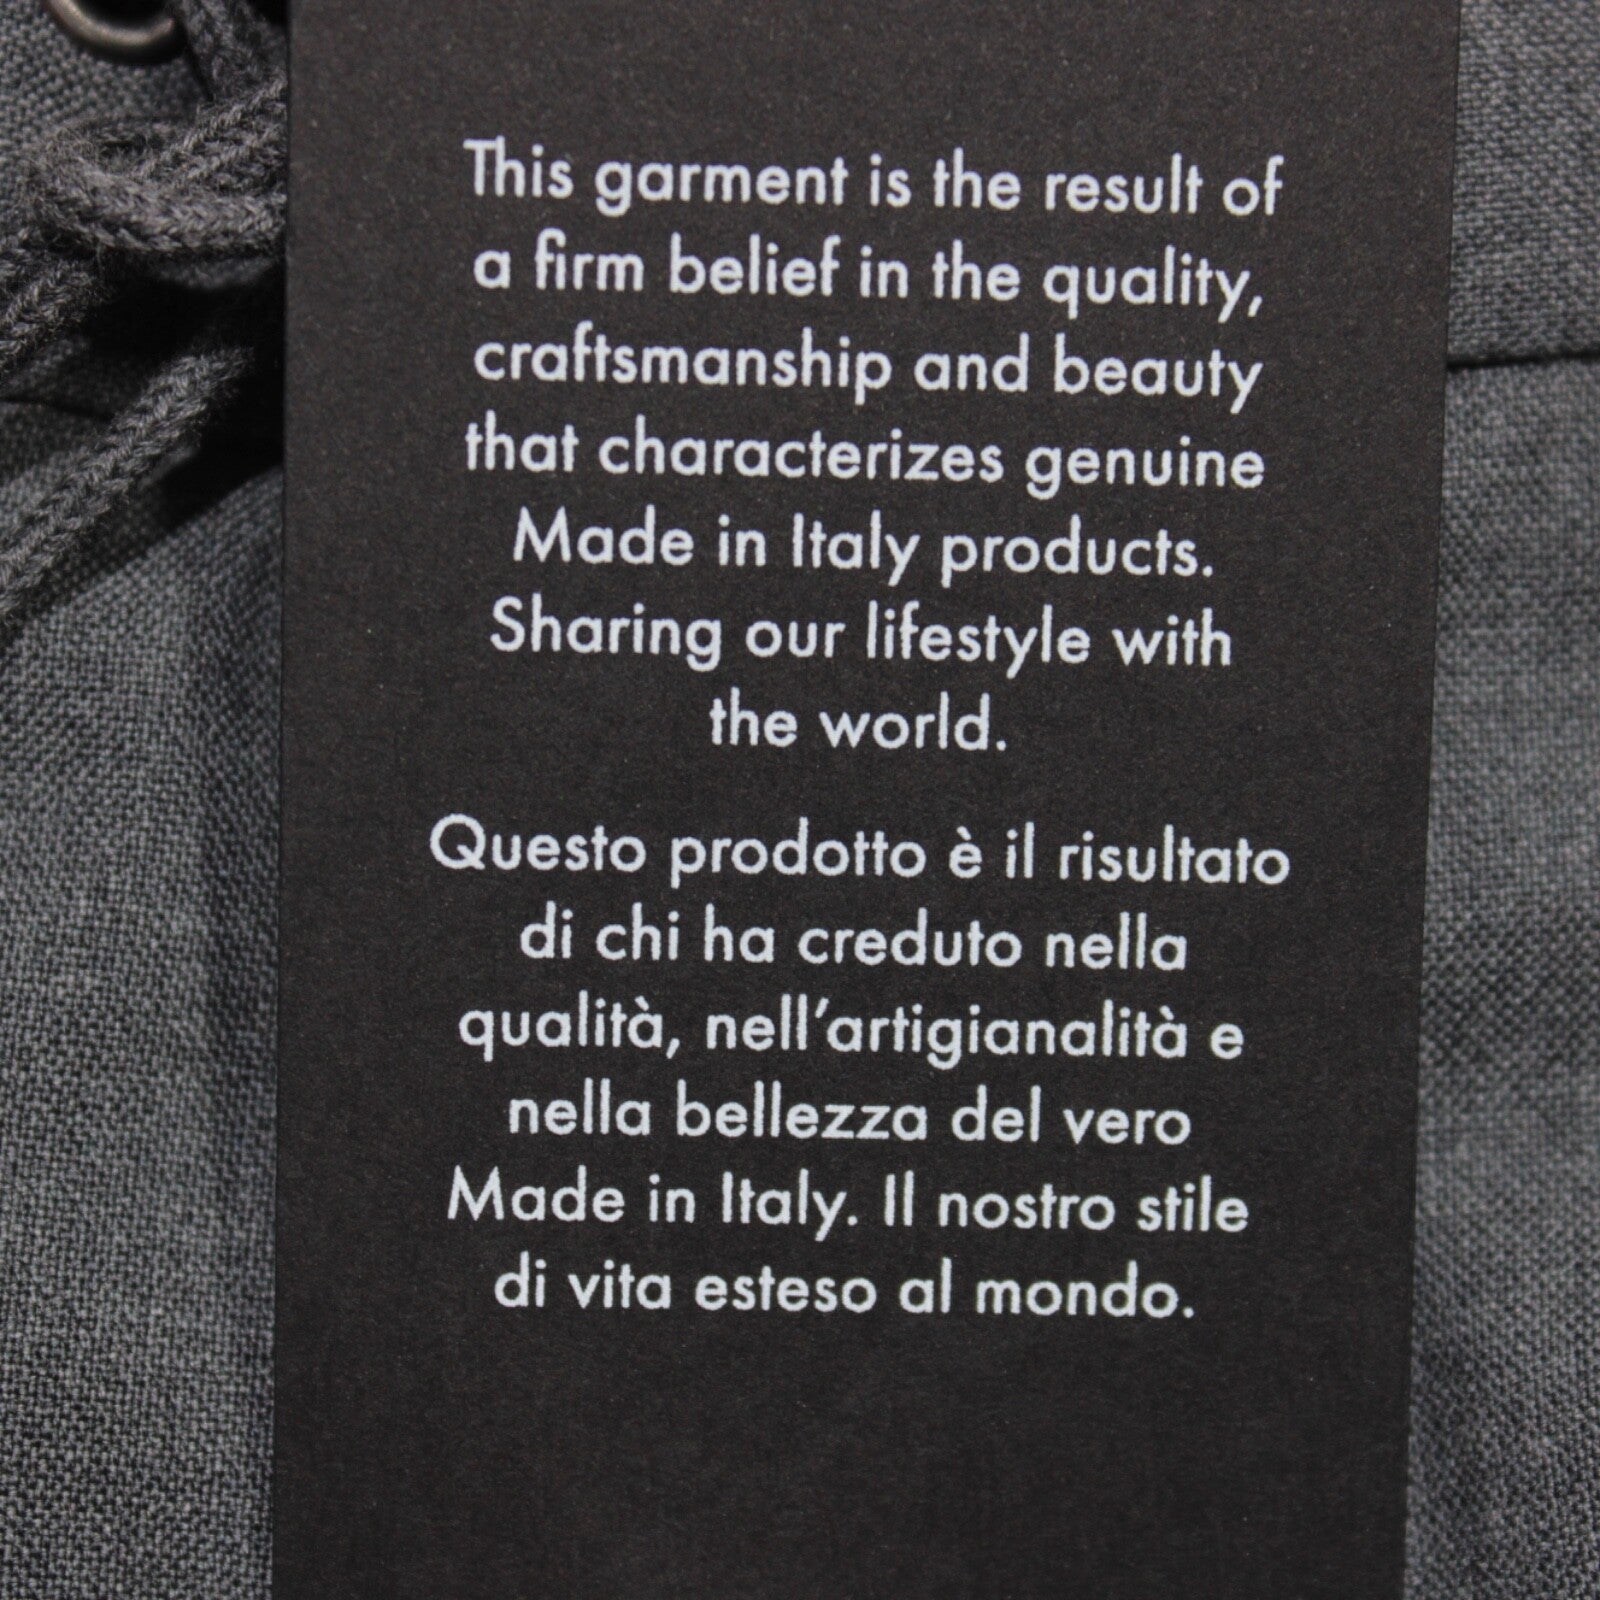 This garment is the result of
a firm belief in the quality,
craftsmanship and beauty
that characterizes genuine
Made in Italy products.
Sharing our lifestyle with
the world.
Questo prodotto è il risultato
di chi ha creduto nella
qualità, nell'artigianalità e
nella bellezza del vero
Made in Italy. Il nostro stile
di vita esteso al mondo.